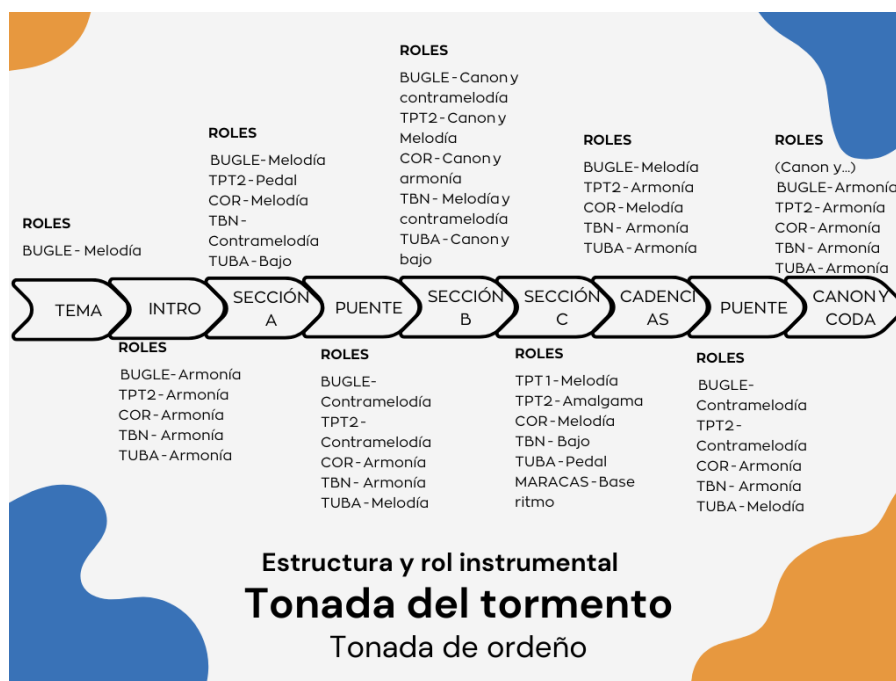 ROLES
BUGLE - Melodía
TEMA
INTRO
ROLES
BUGLE - Armonía
TPT2 - Armonía
COR - Armonía
TBN - Armonía
TUBA - Armonía
ROLES
BUGLE - Melodía
TPT2 - Pedal
COR - Melodía
TBN -
Contramelodía
TUBA - Bajo
SECCIÓN
A
PUENTE
ROLES
BUGLE-
Contramelodía
TPT2-
Contramelodía
COR - Armonía
TBN - Armonía
TUBA - Melodía
ROLES
BUGLE - Canon y
contramelodía
TPT2 - Canon y
Melodía
COR - Canon y
armonía
TBN - Melodía y
contramelodía
TUBA - Canon y
bajo
SECCIÓN
B
SECCIÓN
C
ROLES
TPT1 - Melodía
TPT2 - Amalgama
COR - Melodía
TBN - Bajo
TUBA - Pedal
MARACAS - Base
ritmo
ROLES
BUGLE - Melodía
TPT2 - Armonía
COR - Melodía
TBN - Armonía
TUBA - Armonía
CADENCI
AS
PUENTE
ROLES
BUGLE-
Contramelodía
TPT2-
Contramelodía
COR - Armonía
TBN - Armonía
TUBA - Melodía
ROLES
(Canon y...)
BUGLE - Armonía
TPT2 - Armonía
COR - Armonía
TBN - Armonía
TUBA - Armonía
CANON Y
CODA
Estructura y rol instrumental
Tonada del tormento
Tonada de ordeño